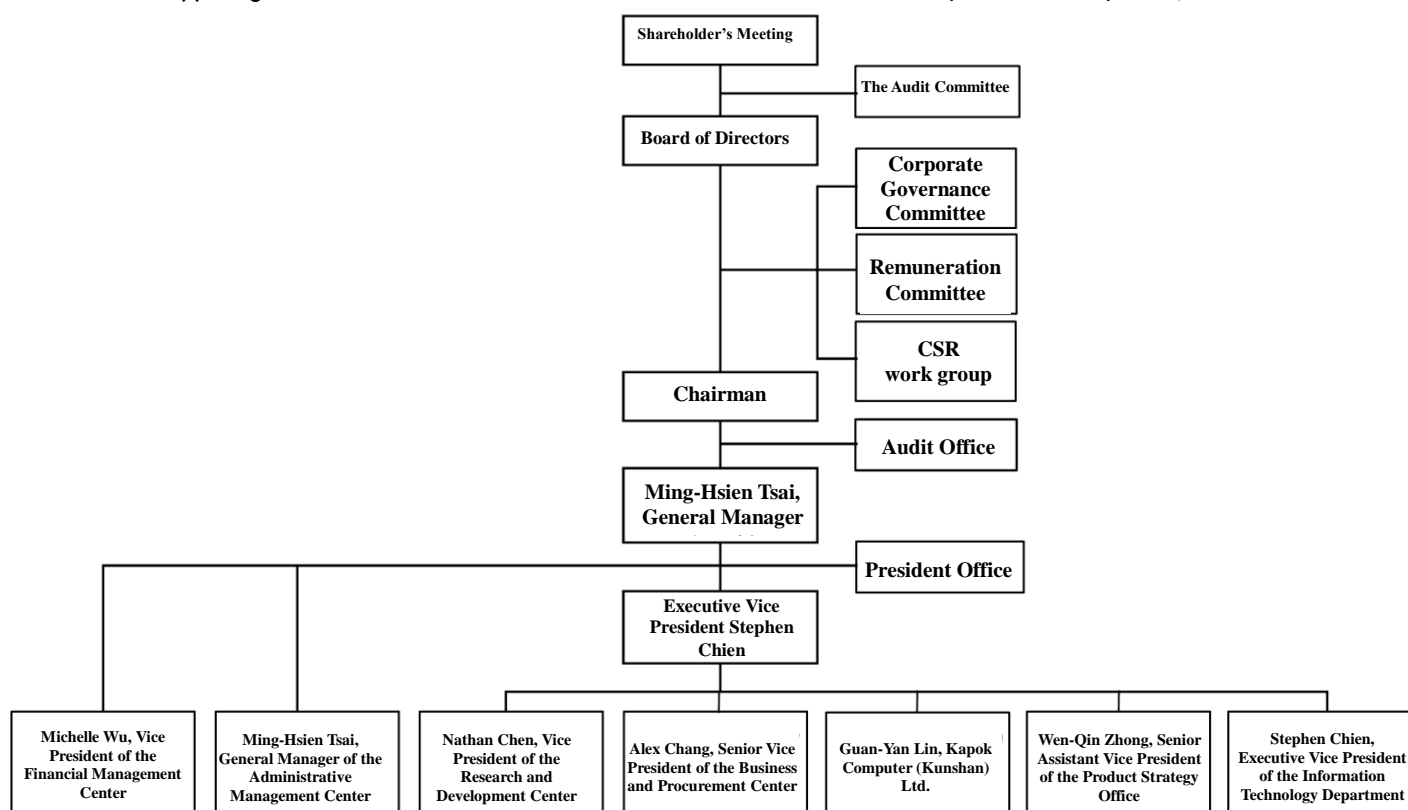 Shareholder's Meeting
The Audit Committee
Board of Directors
Corporate
Governance
Committee
Remuneration
Committee
CSR
work group
Chairman
Audit Office
Ming-Hsien Tsai,
General Manager
President Office
Executive Vice
President Stephen
Chien
Michelle Wu, Vice
President of the
Financial Management
Center
Ming-Hsien Tsai,
General Manager of the
Administrative
Management Center
Nathan Chen, Vice
President of the
Research and
Development Center
Alex Chang, Senior Vice
President of the Business
and Procurement Center
Guan-Yan Lin, Kapok
Computer (Kunshan)
Ltd.
Wen-Qin Zhong, Senior
Assistant Vice President
of the Product Strategy
Office
Stephen Chien,
Executive Vice President
of the Information
Technology Department